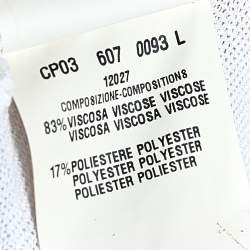 CP03 607 0093 L
12027
COMPOSIZIONE-COMPOSITIONS
83% VISCOSA VISCOSE VISCOSE
VISCOSA VISCOSA VISCOSE
17% POLIESTERE POLYESTER
POLYESTER POLYESTER
POLIESTER POLIESTER